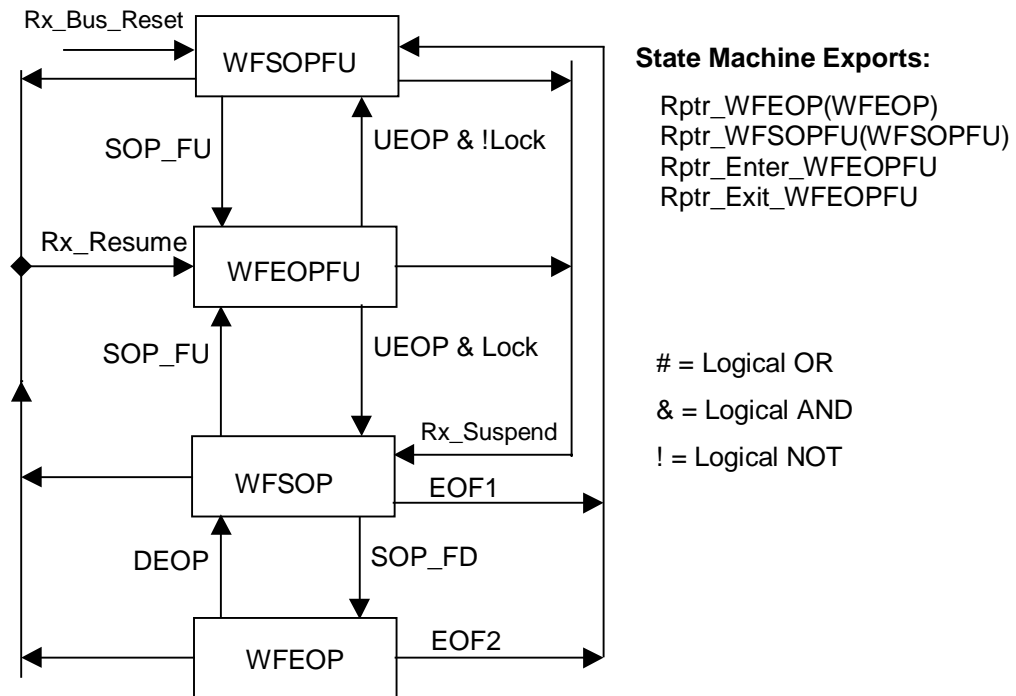 Rx_Bus_Reset
WFSOPFU
State Machine Exports:
Rptr_WFEOP(WFEOP)
Rptr_WFSOPFU(WFSOPFU)
Rptr_Enter_WFEOPFU
Rptr_Exit_WFEOPFU
SOP_FU
UEOP & !Lock
Rx_Resume
WFEOPFU
SOP_FU
UEOP & Lock
# = Logical OR
& = Logical AND
! = Logical NOT
Rx_Suspend
WFSOP
EOF1
DEOP
SOP_FD
WFEOP
EOF2